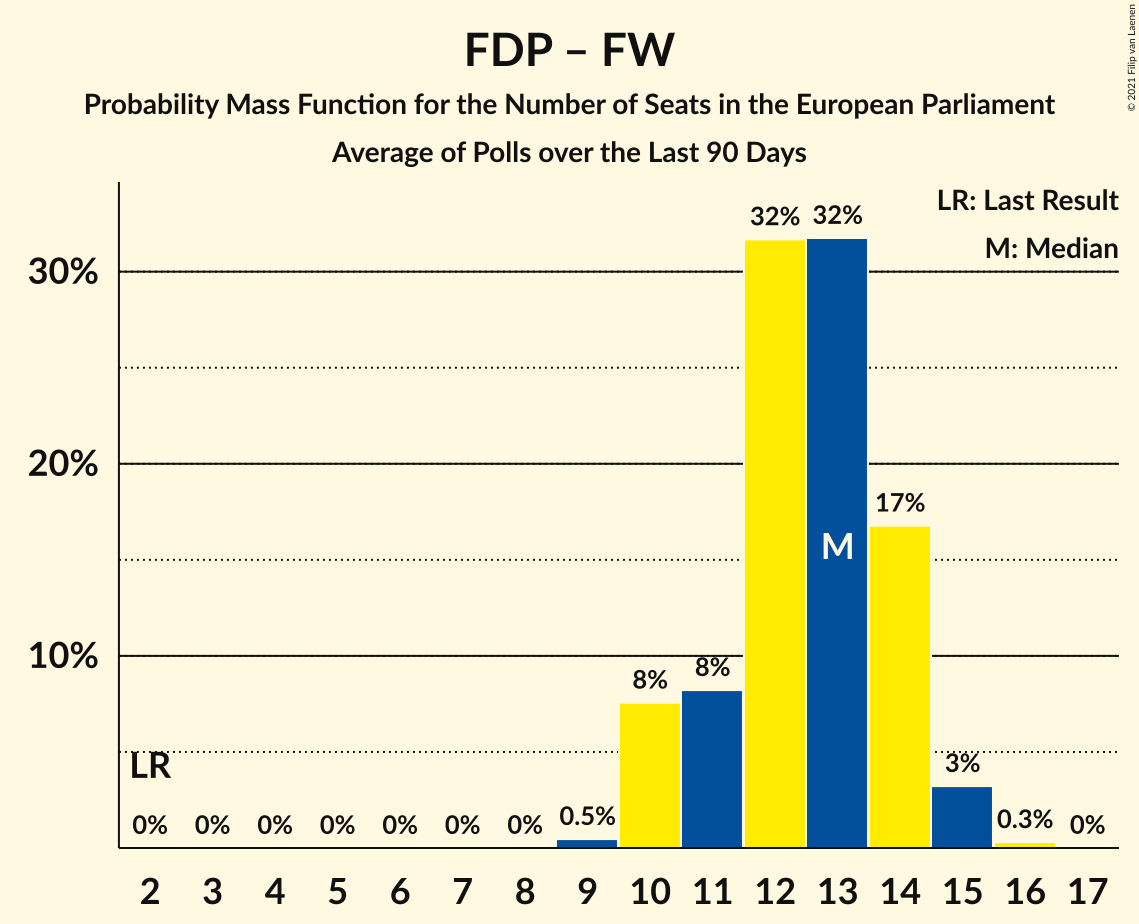 FDP – FW
Probability Mass Function for the Number of Seats in the European Parliament
Average of Polls over the Last 90 Days
© 2021 Filip van Laenen
LR: Last Result
M: Median
30%
20%
10%
LR
M
0% 0% 0% 0% 0% 0% 0% 0.5% 8% 8% 32% 32% 17% 3% 0.3% 0%
2 3 4 5 6 7 8 9 10 11 12 13 14 15 16 17